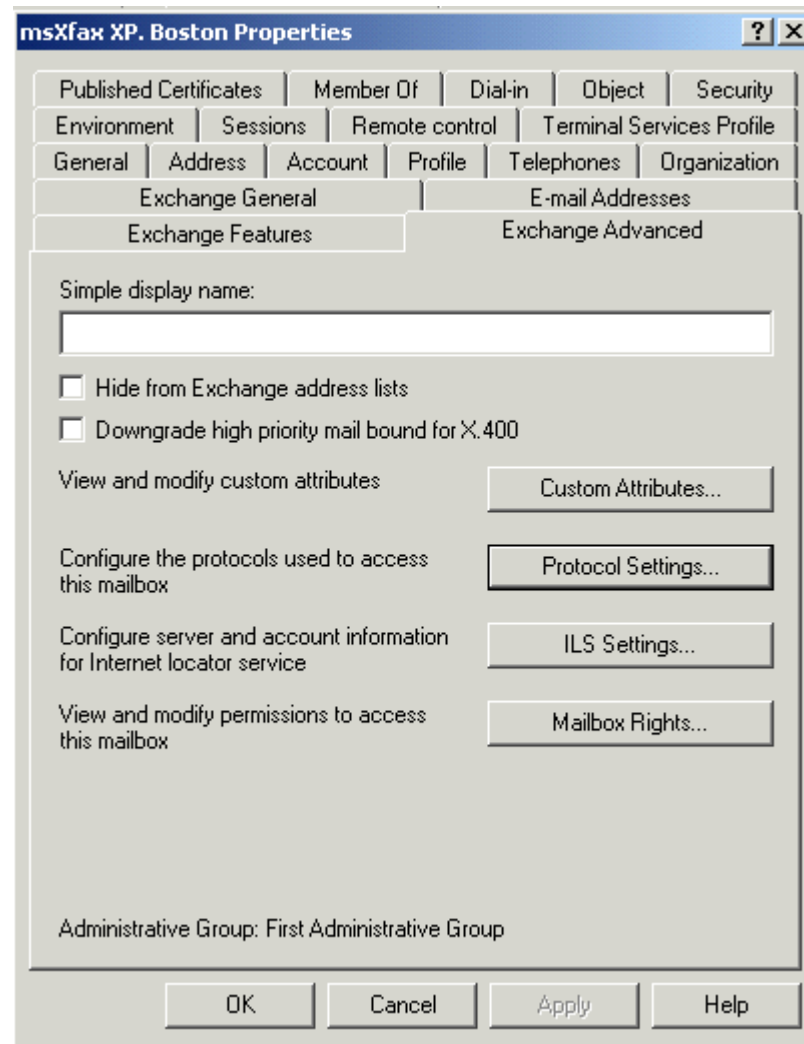 msXfax XP. Boston Properties
Published Certificates Member Of Dial-in Object Security
Environment Sessions Remote control Terminal Services Profile
General Address Account Profile Telephones Organization
Exchange General E-mail Addresses
Exchange Features Exchange Advanced
Simple display name:
Hide from Exchange address lists
Downgrade high priority mail bound for X.400
View and modify custom attributes Custom Attributes...
Configure the protocols used to access
this mailbox
Protocol Settings...
Configure server and account information
for Internet locator service
ILS Settings...
View and modify permissions to access
this mailbox
Mailbox Rights...
Administrative Group: First Administrative Group
OK Cancel Apply Help